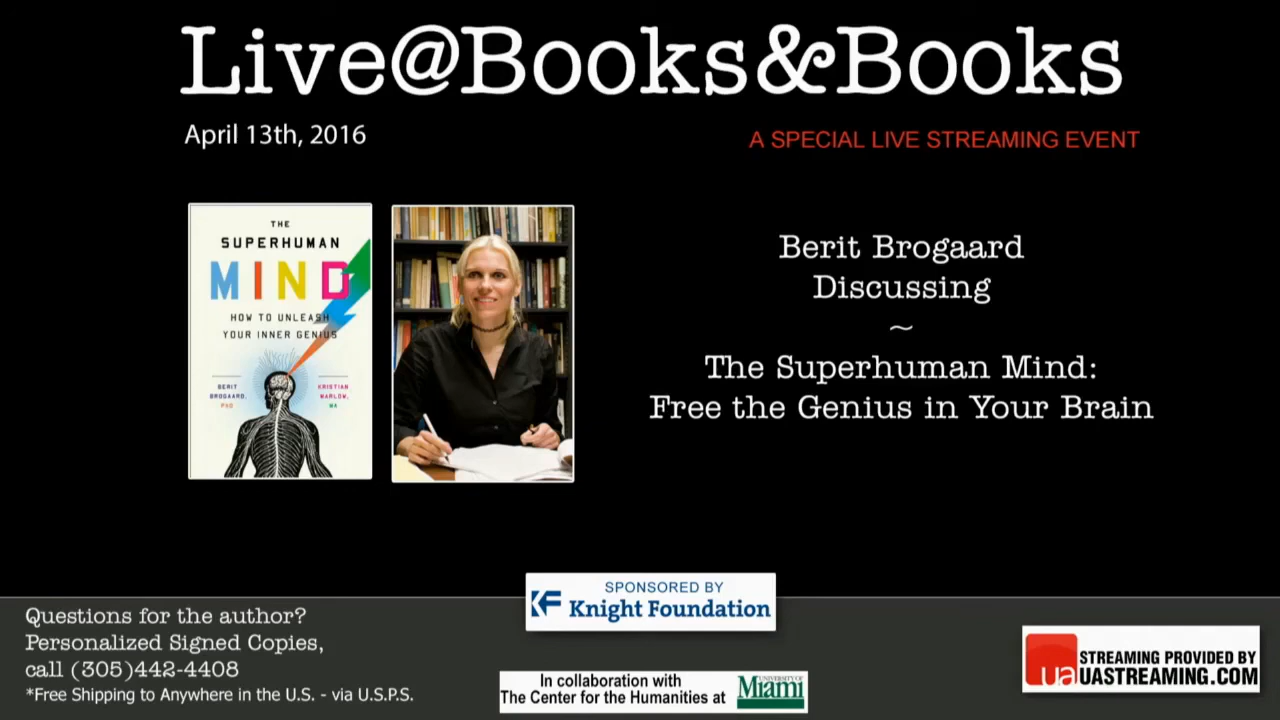 Live@Books&Books
April 13th, 2016
A SPECIAL LIVE STREAMING EVENT
THE
SUPERHUMAN
MIND
HOW TO UNLEASH
YOUR INNER GENIUS
BERIT
BROGAARD,
PhD
KRISTIAN
MARLOW,
MA
Berit Brogaard
Discussing
~
The Superhuman Mind:
Free the Genius in Your Brain
Questions for the author?
Personalized Signed Copies,
call (305)442-4408
*Free Shipping to Anywhere in the U.S. - via U.S.P.S.
SPONSORED BY
KF Knight Foundation
In collaboration with
The Center for the Humanities at
UNIVERSITY OF
Miami
ua
STREAMING PROVIDED BY
UASTREAMING.COM